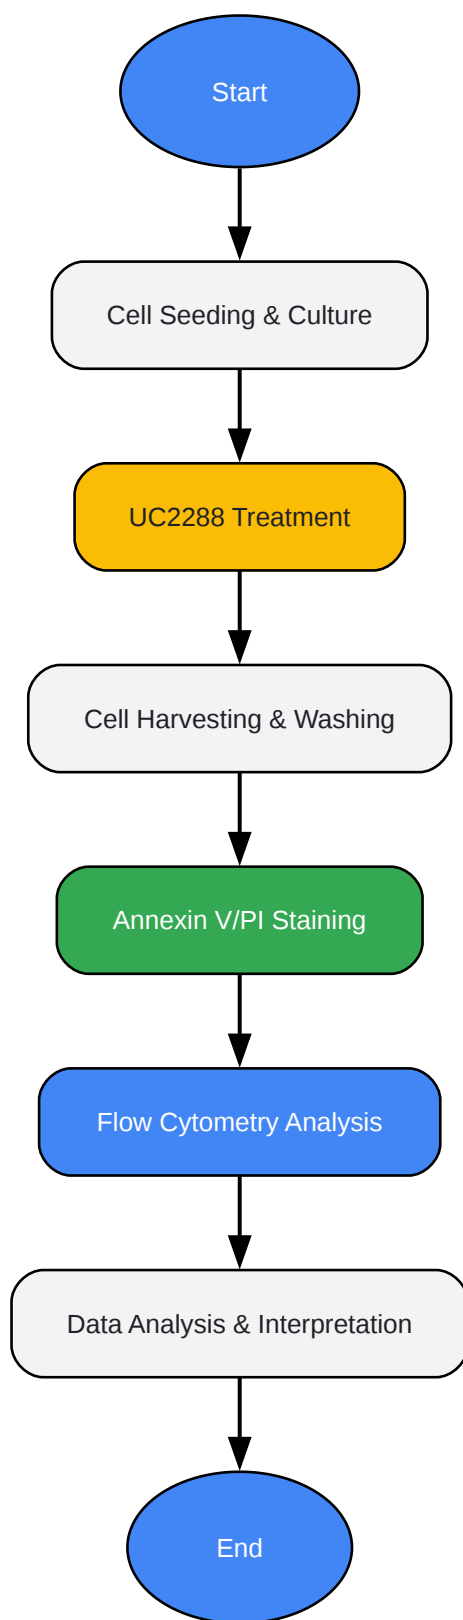 Start
Cell Seeding & Culture
UC2288 Treatment
Cell Harvesting & Washing
Annexin V/PI Staining
Flow Cytometry Analysis
Data Analysis & Interpretation
End